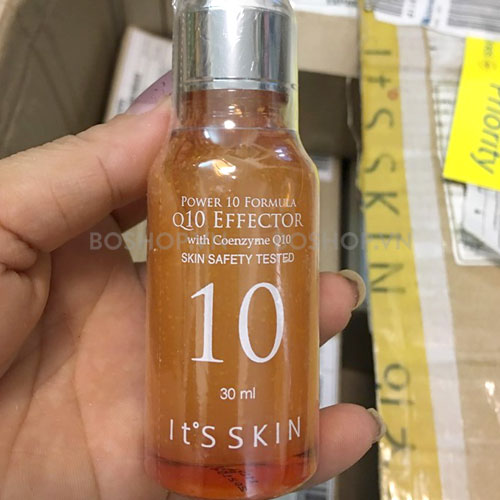 POWER 10 FORMULA
Q10 EFFECTOR
with Coenzyme Q10
SKIN SAFETY TESTED
10
30 ml
It'S SKIN
It'S SKIN
Priority
BOSHOP.VN